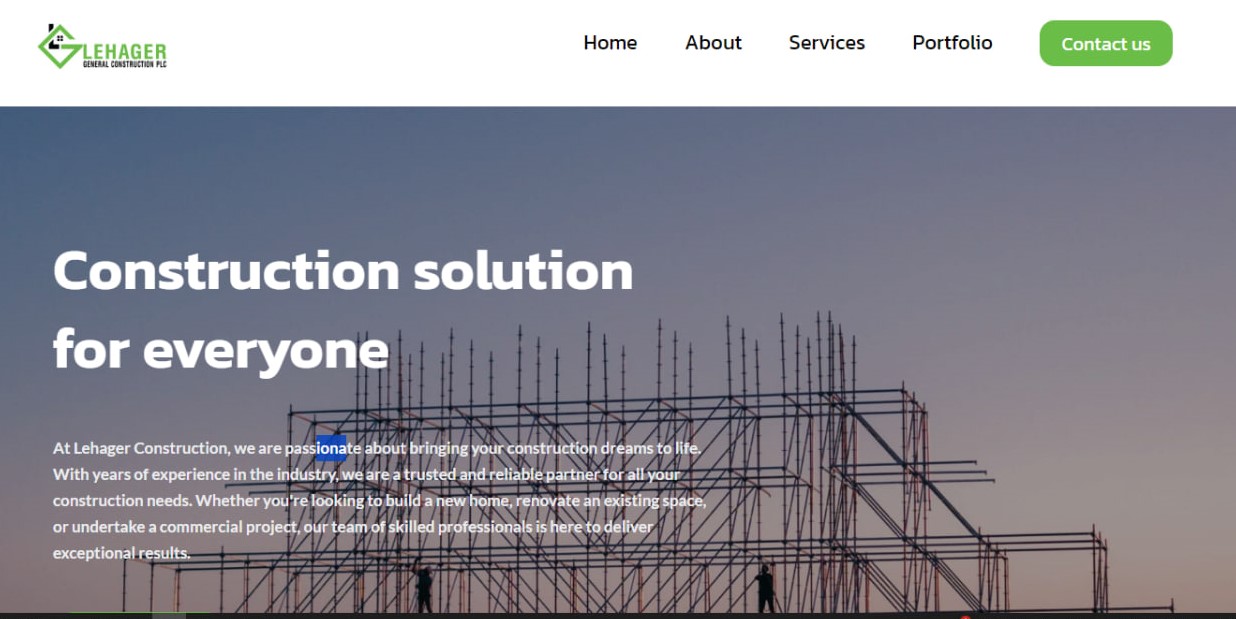 LEHAGER
GENERAL CONSTRUCTION PLC
Home
About
Services
Portfolio
Contact us
Construction solution
for everyone
At Lehager Construction, we are passionate about bringing your construction dreams to life.
With years of experience in the industry, we are a trusted and reliable partner for all your
construction needs. Whether you're looking to build a new home, renovate an existing space,
or undertake a commercial project, our team of skilled professionals is here to deliver
exceptional results.